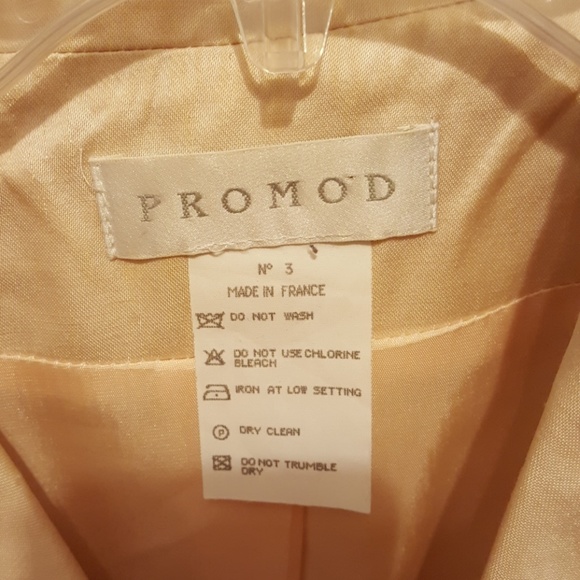 PROMOD
Nº 3
MADE IN FRANCE
DO NOT WASH
DO NOT USE CHLORINE
BLEACH
IRON AT LOW SETTING
P DRY CLEAN
DO NOT TRUMBLE
DRY